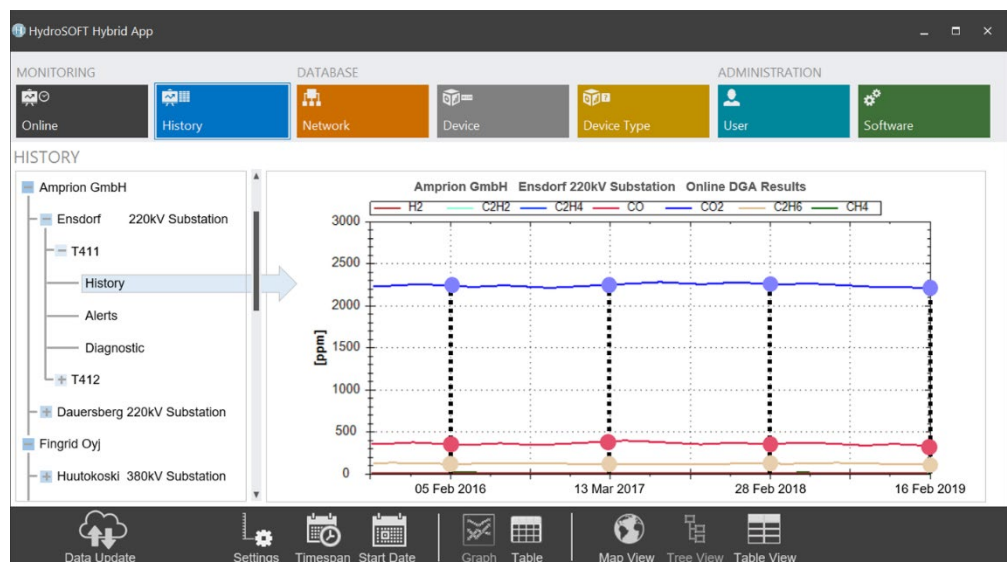 HydroSOFT Hybrid App
MONITORING DATABASE ADMINISTRATION
Online History Network Device Device Type User Software
HISTORY
Amprion GmbH
Ensdorf 220kV Substation
T411
History
Alerts
Diagnostic
T412
Dauersberg 220kV Substation
Fingrid Oyj
Huutokoski 380kV Substation
Amprion GmbH Ensdorf 220kV Substation Online DGA Results
H2 C2H2 C2H4 CO CO2 C2H6 CH4
3000
2500
2000
1500
1000
500
0
[ppm]
05 Feb 2016 13 Mar 2017 28 Feb 2018 16 Feb 2019
Data Update Settings Timespan Start Date Graph Table Map View Tree View Table View